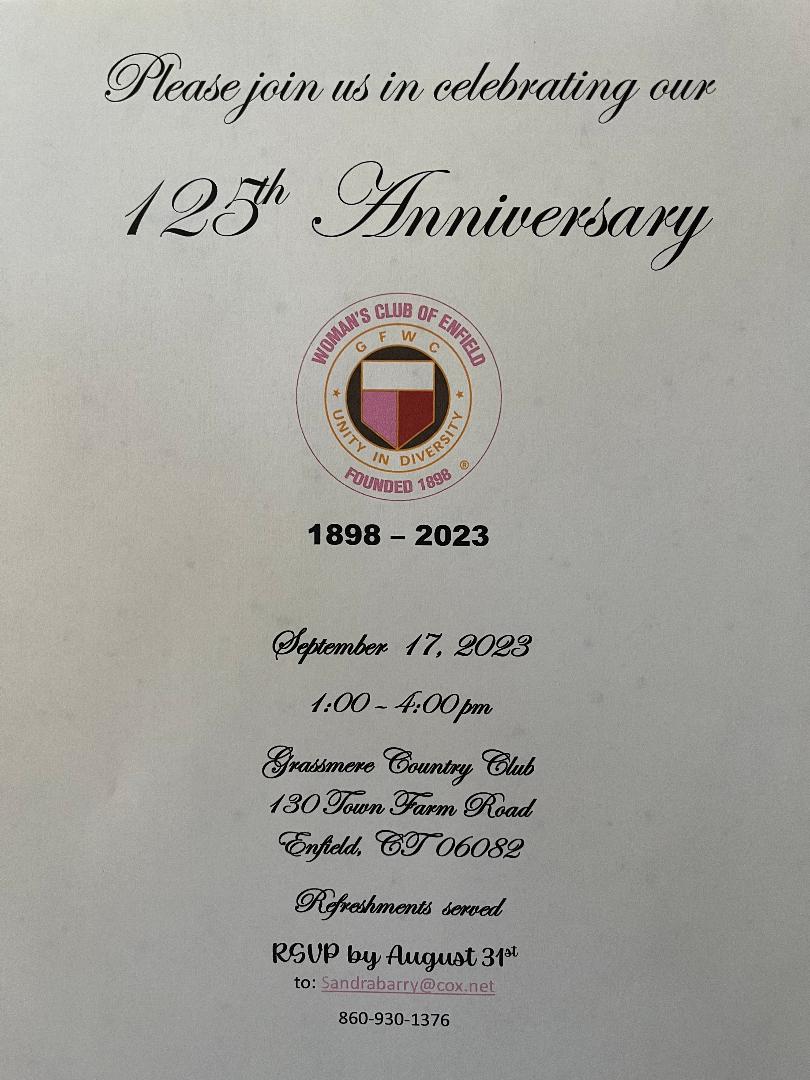 Please join us in celebrating our
125th Anniversary
WOMAN'S CLUB OF ENFIELD
GFWC
★ UNITY IN DIVERSITY ★
FOUNDED 1898 ®
1898 – 2023
September 17, 2023
1:00 - 4:00pm
Grassmere Country Club
130 Town Farm Road
Enfield, CT 06082
Refreshments served
RSVP by August 31st
to: Sandrabarry@cox.net
860-930-1376